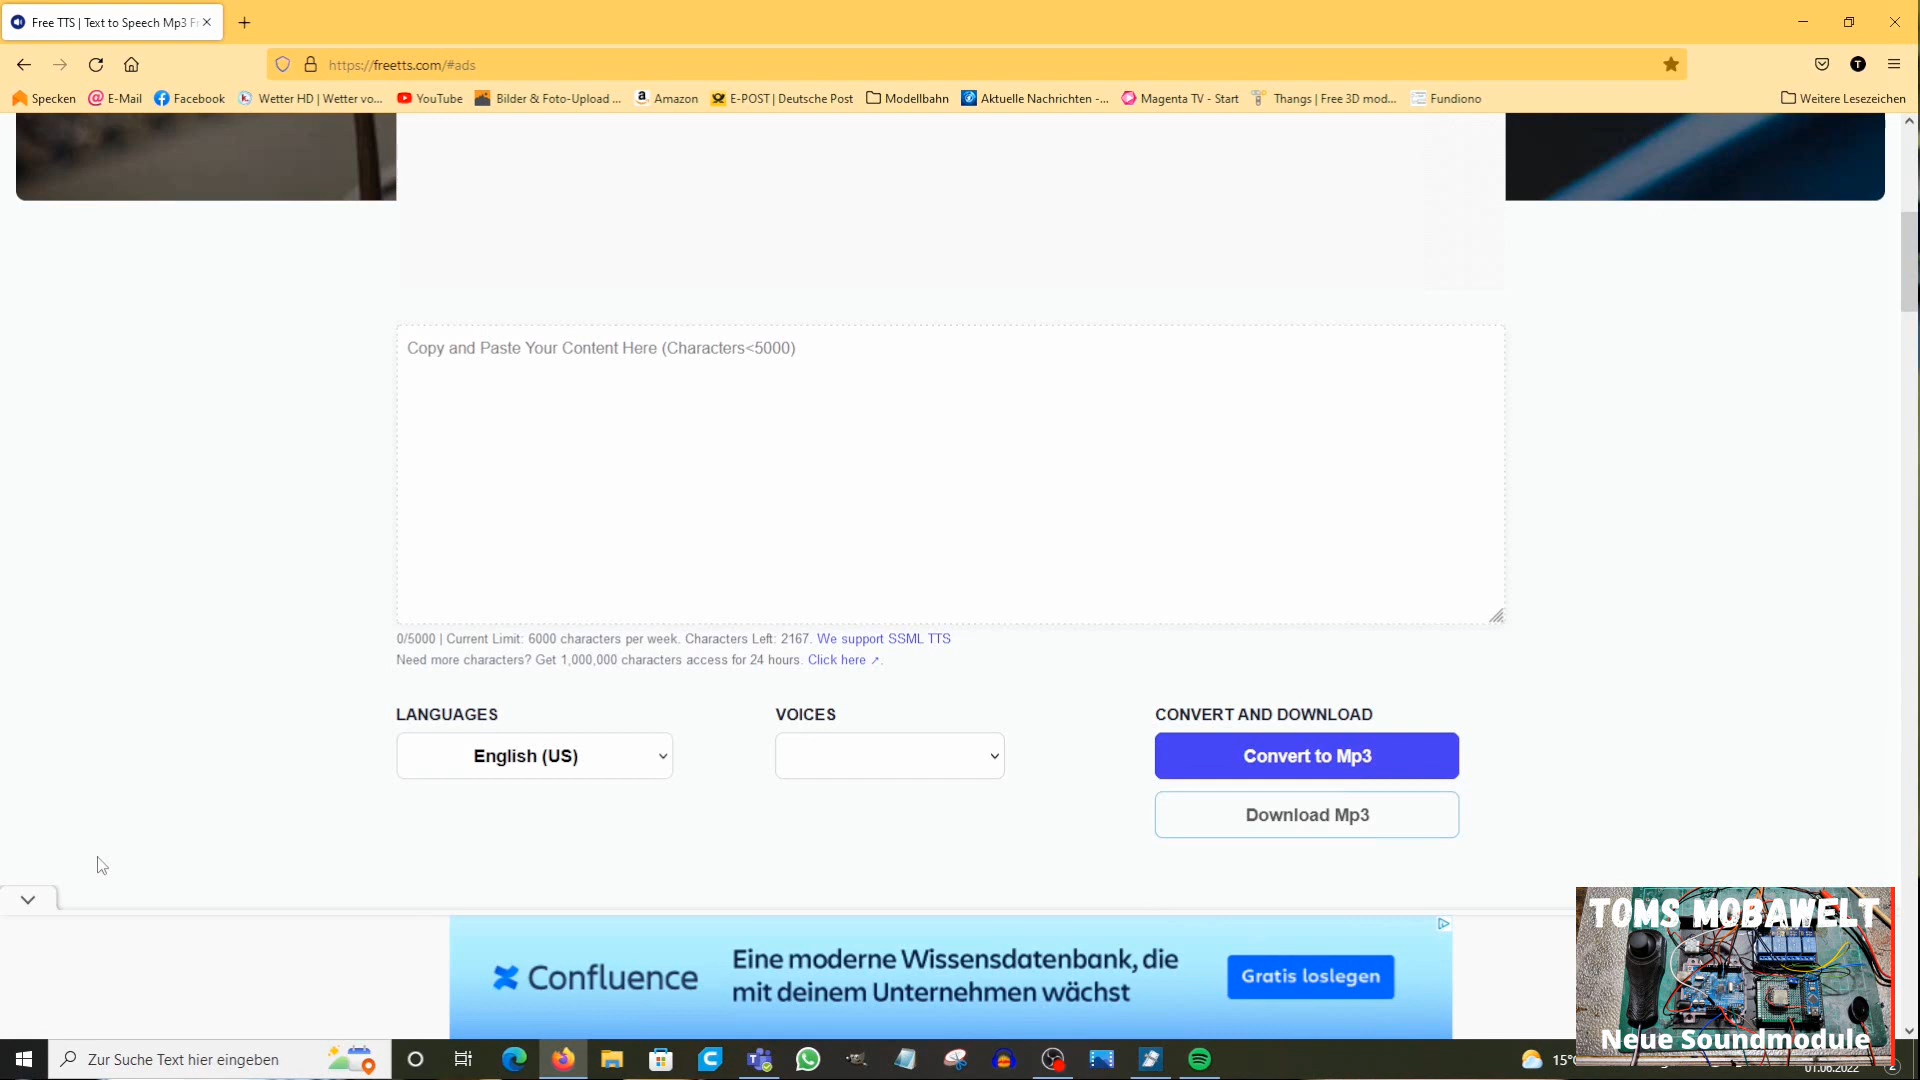 Free TTS | Text to Speech Mp3 Fr
https://freetts.com/#ads
Specken
E-Mail
Facebook
Wetter HD | Wetter vo...
YouTube
Bilder & Foto-Upload ...
Amazon
E-POST | Deutsche Post
Modellbahn
Aktuelle Nachrichten -...
Magenta TV - Start
Thangs | Free 3D mod...
Fundiono
Weitere Lesezeichen
Copy and Paste Your Content Here (Characters<5000)
0/5000 | Current Limit: 6000 characters per week. Characters Left: 2167. We support SSML TTS
Need more characters? Get 1,000,000 characters access for 24 hours. Click here ↗.
LANGUAGES
English (US)
VOICES
CONVERT AND DOWNLOAD
Convert to Mp3
Download Mp3
Confluence
Eine moderne Wissensdatenbank, die
mit deinem Unternehmen wächst
Gratis loslegen
TOMS MOBAWELT
Neue Soundmodule
Zur Suche Text hier eingeben
15°
01.06.2022